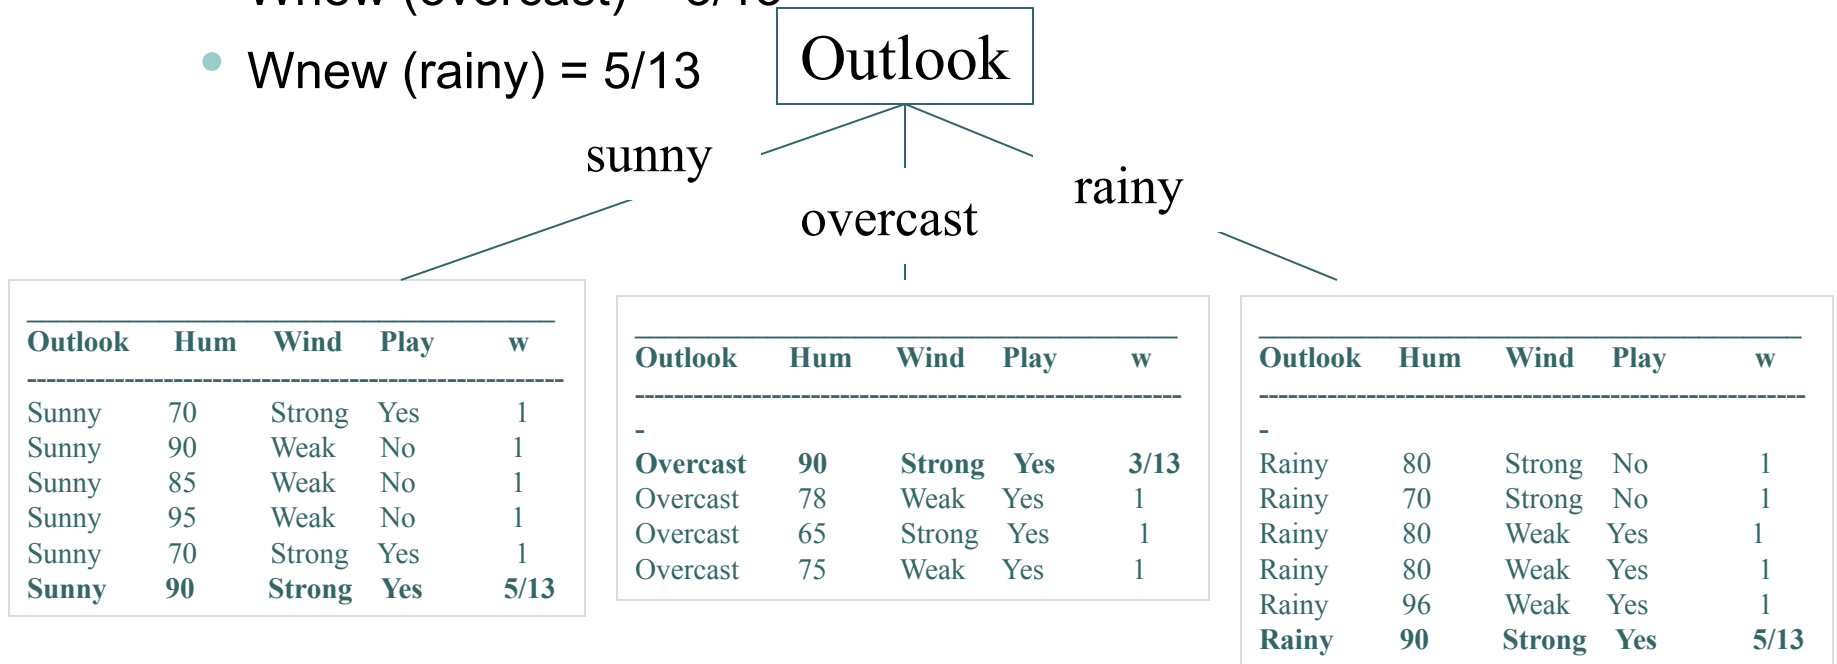 Wnew (overcast) = 3/13
Wnew (rainy) = 5/13
Outlook
sunny
overcast
rainy
Outlook Hum Wind Play w
Sunny 70 Strong Yes 1
Sunny 90 Weak No 1
Sunny 85 Weak No 1
Sunny 95 Weak No 1
Sunny 70 Strong Yes 1
Sunny 90 Strong Yes 5/13
Outlook Hum Wind Play w
-
Overcast 90 Strong Yes 3/13
Overcast 78 Weak Yes 1
Overcast 65 Strong Yes 1
Overcast 75 Weak Yes 1
Outlook Hum Wind Play w
-
Rainy 80 Strong No 1
Rainy 70 Strong No 1
Rainy 80 Weak Yes 1
Rainy 80 Weak Yes 1
Rainy 96 Weak Yes 1
Rainy 90 Strong Yes 5/13